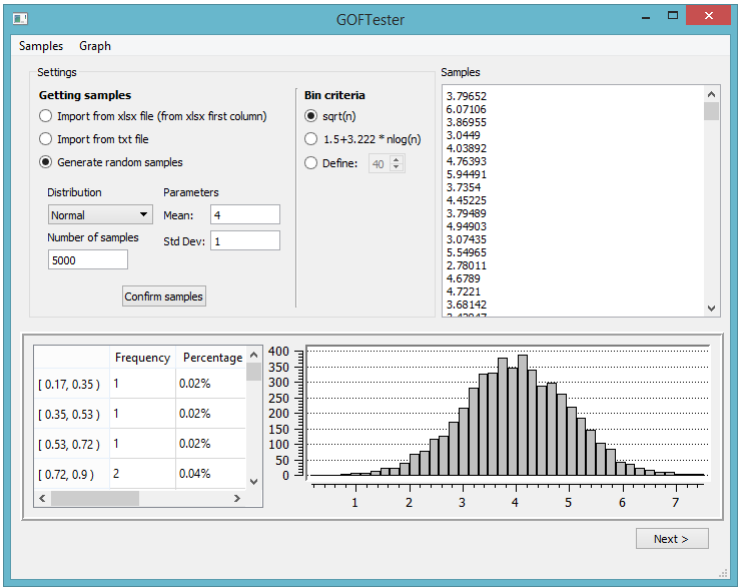 GOFTester
Samples Graph
Settings
Getting samples
Import from xlsx file (from xlsx first column)
Import from txt file
Generate random samples
Distribution Parameters
Normal Mean: 4
Number of samples Std Dev: 1
5000
Confirm samples
Bin criteria
sqrt(n)
1.5+3.222 * nlog(n)
Define: 40
Samples
3.79652
6.07106
3.86955
3.0449
4.03892
4.76393
5.94491
3.7354
4.45225
3.79489
4.94903
3.07435
5.54965
2.78011
4.6789
4.7221
3.68142
Frequency Percentage
[ 0.17, 0.35 ) 1 0.02%
[ 0.35, 0.53 ) 1 0.02%
[ 0.53, 0.72 ) 1 0.02%
[ 0.72, 0.9 ) 2 0.04%
400
350
300
250
200
150
100
50
0
1 2 3 4 5 6 7
Next >